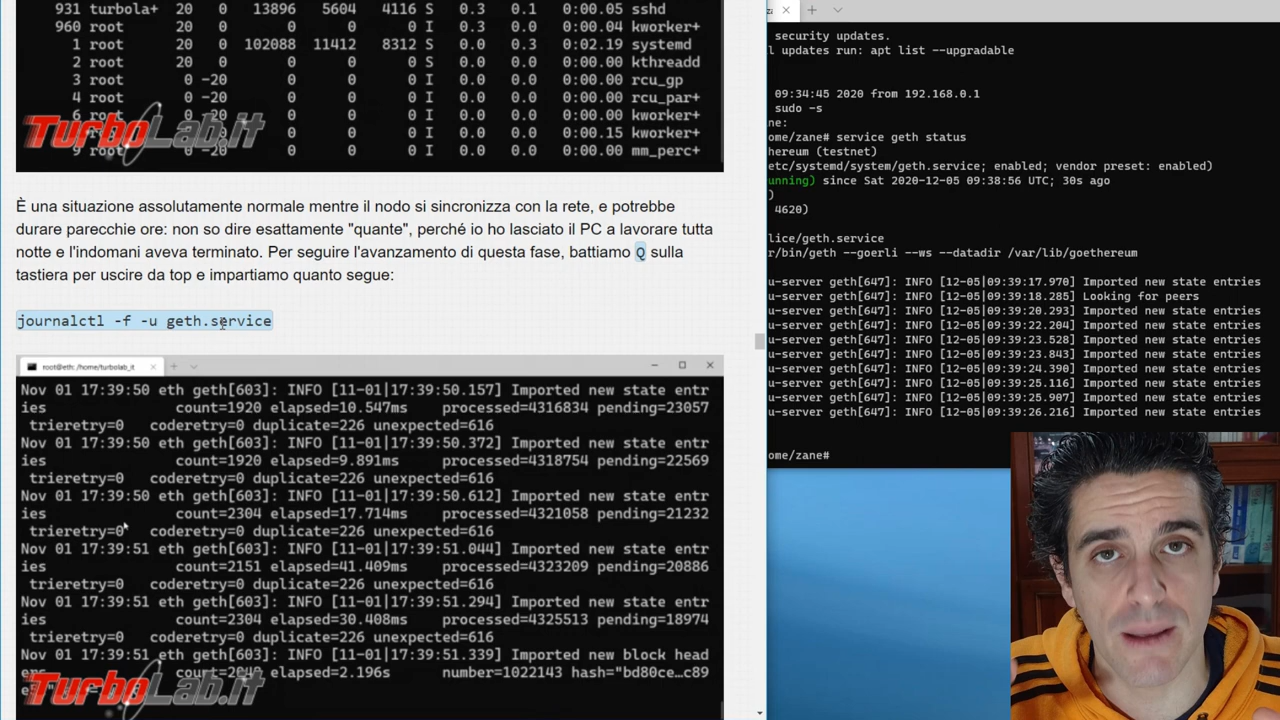 931 turbola+ 20 0 13896 5604 4116 S 0.3 0.1 0:00.05 sshd
960 root 20 0 0 0 0 I 0.3 0.0 0:00.04 kworker+
1 root 20 0 102088 11412 8312 S 0.0 0.3 0:02.19 systemd
2 root 20 0 0 0 0 S 0.0 0.0 0:00.00 kthreadd
3 root 0 -20 0 0 0 I 0.0 0.0 0:00.00 rcu_gp
4 root 0 -20 0 0 0 I 0.0 0.0 0:00.00 rcu_par+
6 root 0 -20 0 0 0 I 0.0 0.0 0:00.00 kworker+
0 0 0 I 0.0 0.0 0:00.15 kworker+
9 root 0 -20 0 0 0 I 0.0 0.0 0:00.00 mm_perc+
TurboLab.it
È una situazione assolutamente normale mentre il nodo si sincronizza con la rete, e potrebbe
durare parecchie ore: non so dire esattamente "quante", perché io ho lasciato il PC a lavorare tutta
notte e l'indomani aveva terminato. Per seguire l'avanzamento di questa fase, battiamo Q sulla
tastiera per uscire da top e impartiamo quanto segue:
journalctl -f -u geth.service
root@eth: /home/turbolab_it
Nov 01 17:39:50 eth geth[603]: INFO [11-01|17:39:50.157] Imported new state entr
ies count=1920 elapsed=10.547ms processed=4316834 pending=23057
trieretry=0 coderetry=0 duplicate=226 unexpected=616
Nov 01 17:39:50 eth geth[603]: INFO [11-01|17:39:50.372] Imported new state entr
ies count=1920 elapsed=9.891ms processed=4318754 pending=22569
trieretry=0 coderetry=0 duplicate=226 unexpected=616
Nov 01 17:39:50 eth geth[603]: INFO [11-01|17:39:50.612] Imported new state entr
ies count=2304 elapsed=17.714ms processed=4321058 pending=21232
trieretry=0 coderetry=0 duplicate=226 unexpected=616
Nov 01 17:39:51 eth geth[603]: INFO [11-01|17:39:51.044] Imported new state entr
ies count=2151 elapsed=41.409ms processed=4323209 pending=20886
trieretry=0 coderetry=0 duplicate=226 unexpected=616
Nov 01 17:39:51 eth geth[603]: INFO [11-01|17:39:51.294] Imported new state entr
ies count=2304 elapsed=30.408ms processed=4325513 pending=18974
trieretry=0 coderetry=0 duplicate=226 unexpected=616
Nov 01 17:39:51 eth geth[603]: INFO [11-01|17:39:51.339] Imported new block head
ers elapsed=2.196s number=1022143 hash="bd80ce…c89
TurboLab.it
security updates.
l updates run: apt list --upgradable
09:34:45 2020 from 192.168.0.1
sudo -s
ne:
ome/zane# service geth status
hereum (testnet)
etc/systemd/system/geth.service; enabled; vendor preset: enabled)
unning) since Sat 2020-12-05 09:38:56 UTC; 30s ago
)
4620)
lice/geth.service
r/bin/geth --goerli --ws --datadir /var/lib/goethereum
u-server geth[647]: INFO [12-05|09:39:17.970] Imported new state entries
u-server geth[647]: INFO [12-05|09:39:18.285] Looking for peers
u-server geth[647]: INFO [12-05|09:39:20.293] Imported new state entries
u-server geth[647]: INFO [12-05|09:39:22.204] Imported new state entries
u-server geth[647]: INFO [12-05|09:39:23.528] Imported new state entries
u-server geth[647]: INFO [12-05|09:39:23.843] Imported new state entries
u-server geth[647]: INFO [12-05|09:39:24.390] Imported new state entries
u-server geth[647]: INFO [12-05|09:39:25.116] Imported new state entries
u-server geth[647]: INFO [12-05|09:39:25.907] Imported new state entries
u-server geth[647]: INFO [12-05|09:39:26.216] Imported new state entries
ome/zane#